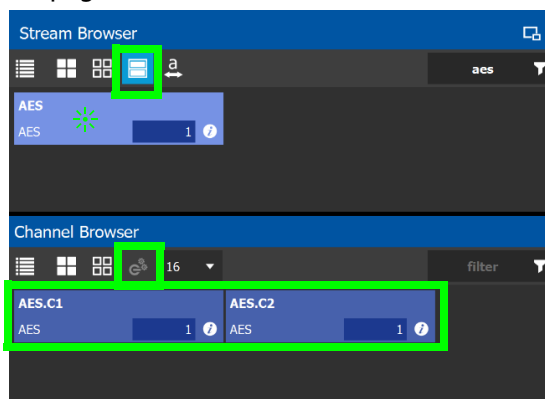 Stream Browser
a
aes
AES
AES 1 i
Channel Browser
16
filter
AES.C1 AES.C2
AES 1 i AES 1 i